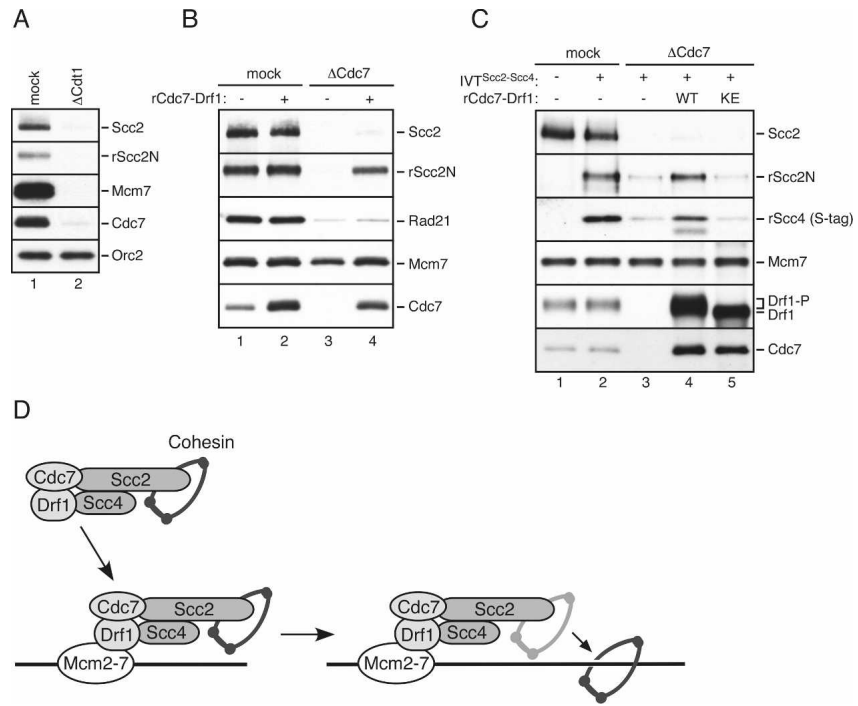 A
mock
ΔCdt1
Scc2
rScc2N
Mcm7
Cdc7
Orc2
1 2
B
mock ΔCdc7
rCdc7-Drf1: - + - +
Scc2
rScc2N
Rad21
Mcm7
Cdc7
1 2 3 4
C
mock ΔCdc7
IVTScc2-Scc4: - + + + +
rCdc7-Drf1: - - - WT KE
Scc2
rScc2N
rScc4 (S-tag)
Mcm7
Drf1-P
Drf1
Cdc7
1 2 3 4 5
D
Cohesin
Cdc7 Scc2
Drf1 Scc4
Cdc7 Scc2
Drf1 Scc4
Mcm2-7
Cdc7 Scc2
Drf1 Scc4
Mcm2-7